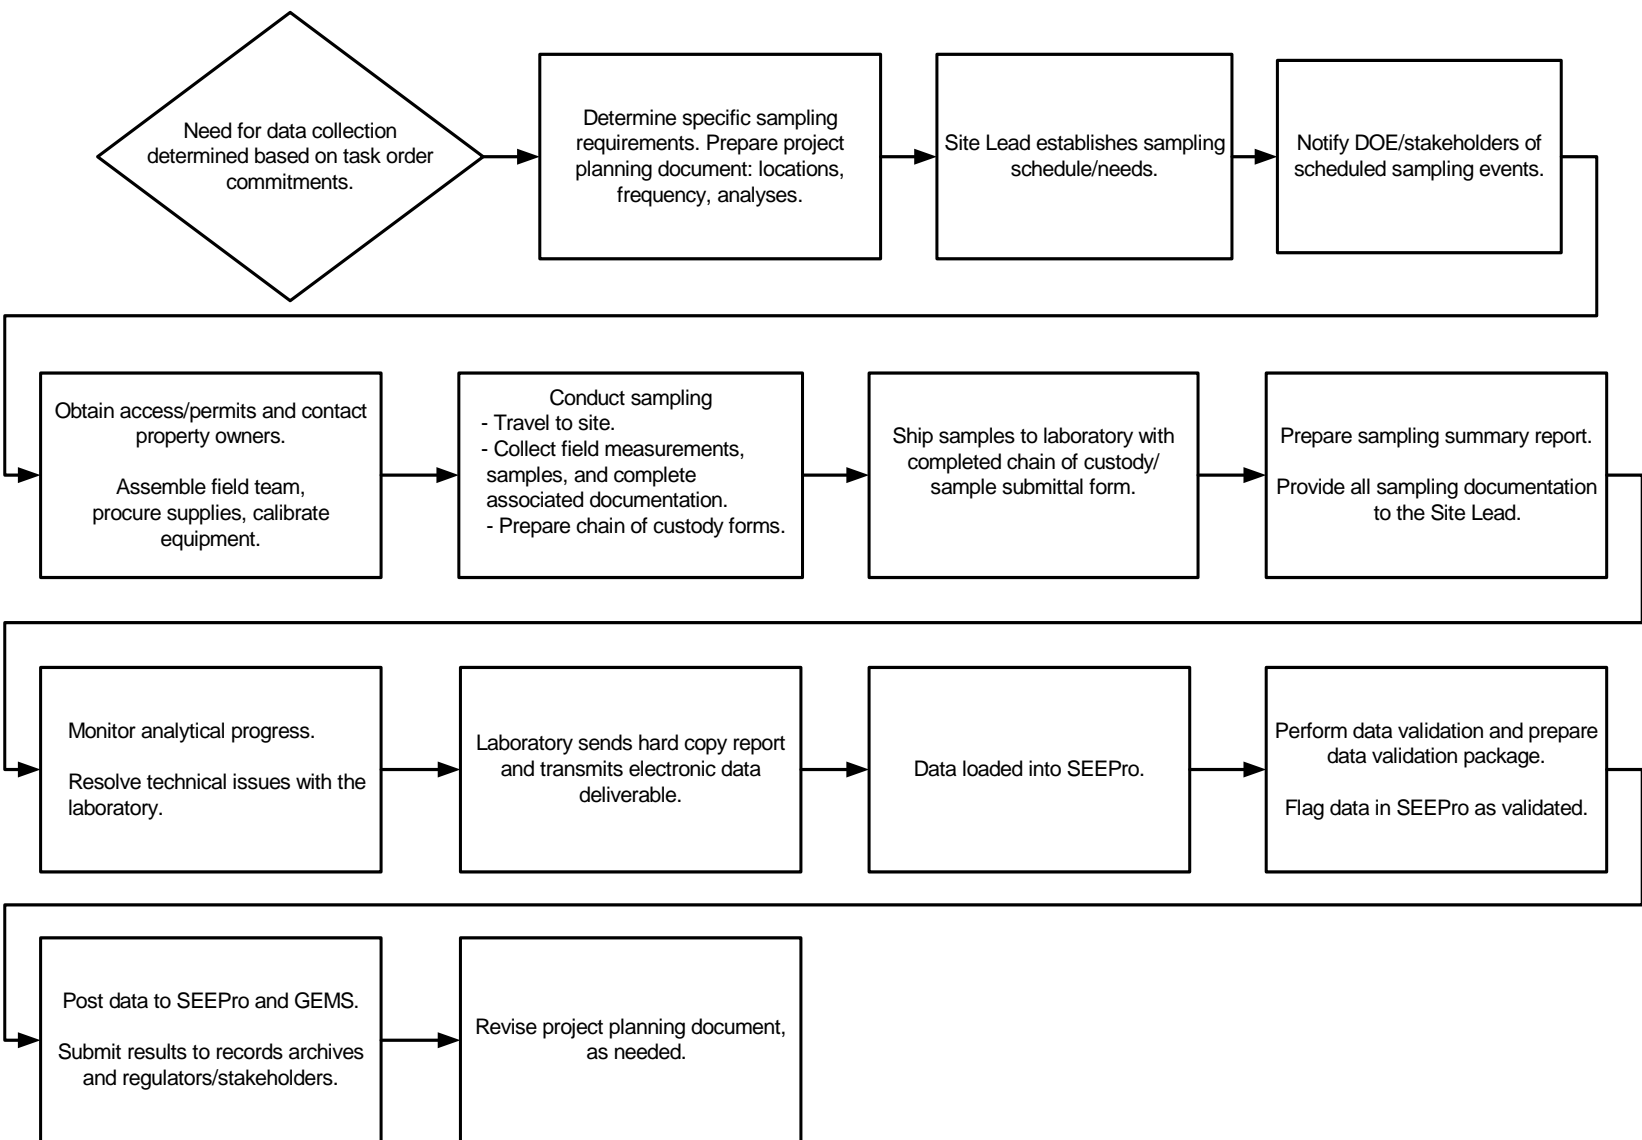 Need for data collection
determined based on task order
commitments.
Determine specific sampling
requirements. Prepare project
planning document: locations,
frequency, analyses.
Site Lead establishes sampling
schedule/needs.
Notify DOE/stakeholders of
scheduled sampling events.
Obtain access/permits and contact
property owners.
Assemble field team,
procure supplies, calibrate
equipment.
Conduct sampling
- Travel to site.
- Collect field measurements,
samples, and complete
associated documentation.
- Prepare chain of custody forms.
Ship samples to laboratory with
completed chain of custody/
sample submittal form.
Prepare sampling summary report.
Provide all sampling documentation
to the Site Lead.
Monitor analytical progress.
Resolve technical issues with the
laboratory.
Laboratory sends hard copy report
and transmits electronic data
deliverable.
Data loaded into SEEPro.
Perform data validation and prepare
data validation package.
Flag data in SEEPro as validated.
Post data to SEEPro and GEMS.
Submit results to records archives
and regulators/stakeholders.
Revise project planning document,
as needed.